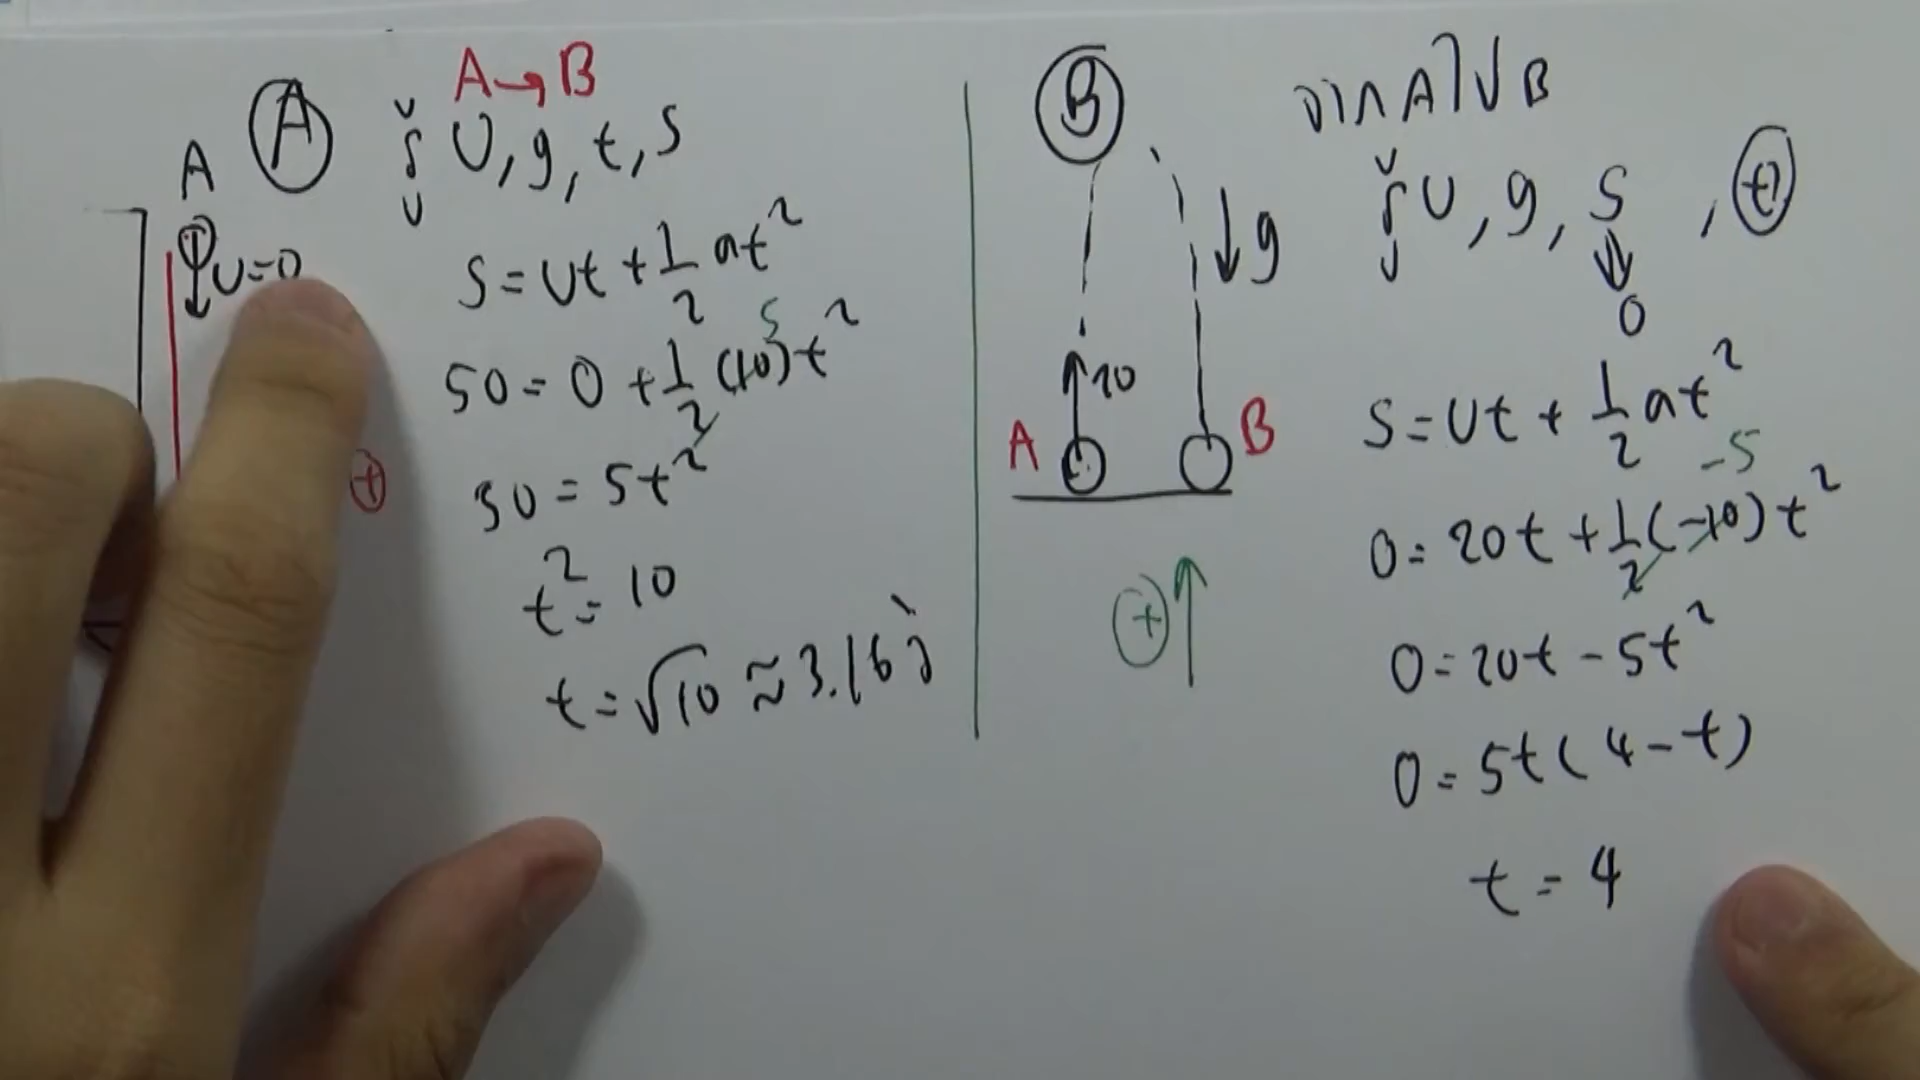 A → B
A
A
รู้ u, g, t, s
u=0
s = ut + 1/2 at²
5
50 = 0 + 1/2 (10)t²
50 = 5t²
t² = 10
t = √10 ≈ 3.16 วิ
B
จาก A ไป B
รู้ u, g, s, t
0
g
20
A
B
s = ut + 1/2 at²
-5
0 = 20t + 1/2 (-10)t²
0 = 20t - 5t²
0 = 5t(4-t)
t = 4
+
+